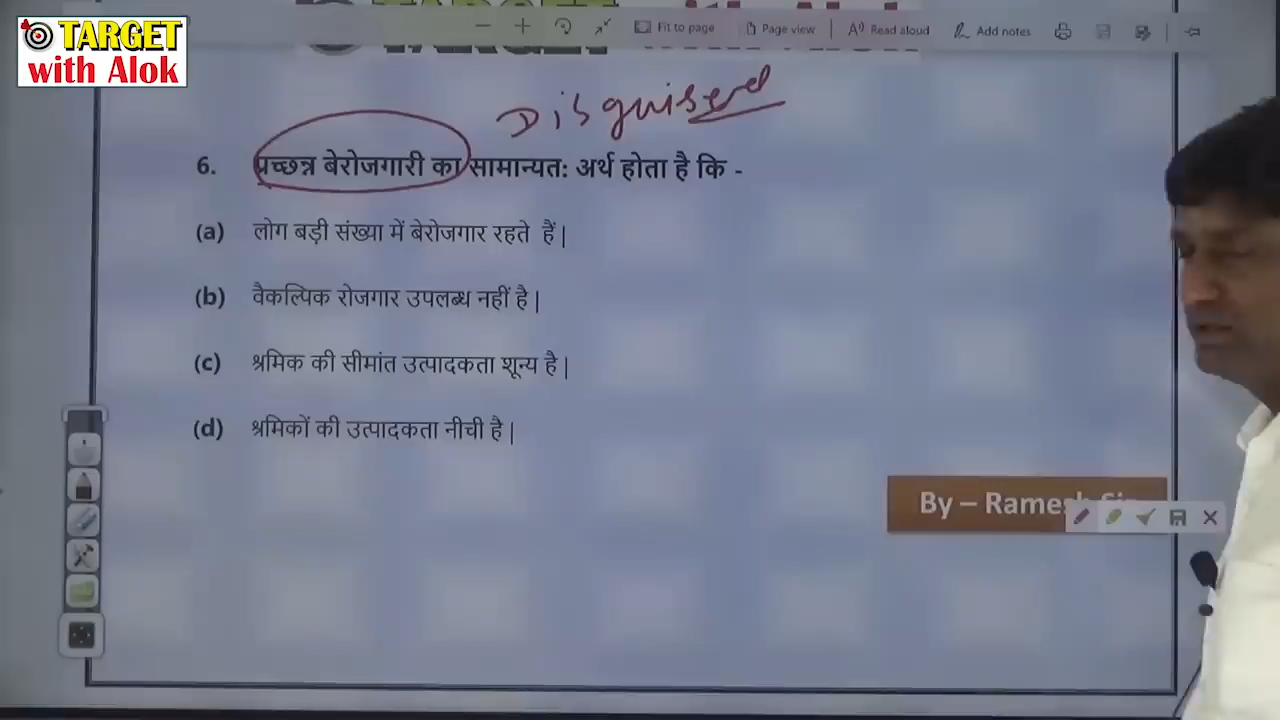 TARGET
with Alok
Fit to page
Page view
Read aloud
Add notes
Disguised
6. प्रच्छन्न बेरोजगारी का सामान्यत: अर्थ होता है कि -
(a) लोग बड़ी संख्या में बेरोजगार रहते हैं |
(b) वैकल्पिक रोजगार उपलब्ध नहीं है |
(c) श्रमिक की सीमांत उत्पादकता शून्य है |
(d) श्रमिकों की उत्पादकता नीची है |
By – Ramesh